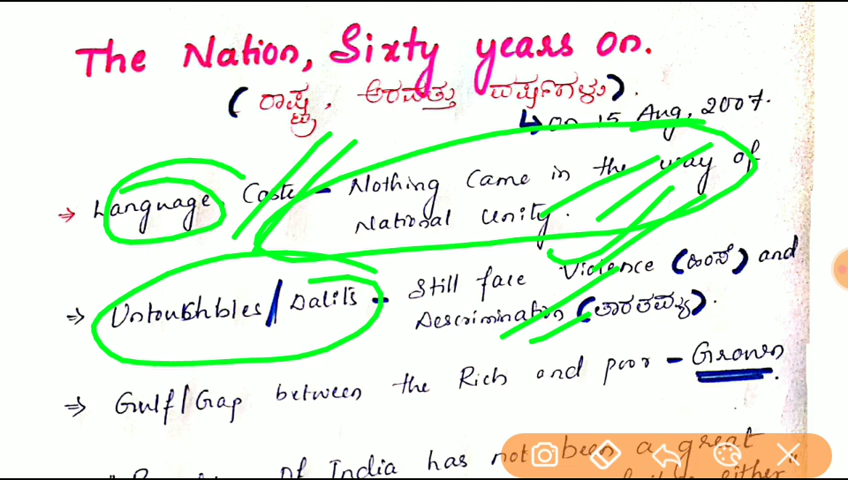 The Nation, Sixty years on.
(ರಾಷ್ಟ್ರ, ಅರವತ್ತು ವರ್ಷಗಳು).
↳ on 15 Aug, 2007.
⇒ Language, Caste - Nothing Came in the way of
National Unity.
⇒ Untoushbles/Dalits - Still face Violence (ಹಿಂಸೆ) and
Descrimination (ತಾರತಮ್ಯ).
⇒ Gulf/Gap between the Rich and poor - Grown.
of India has not been a great
either